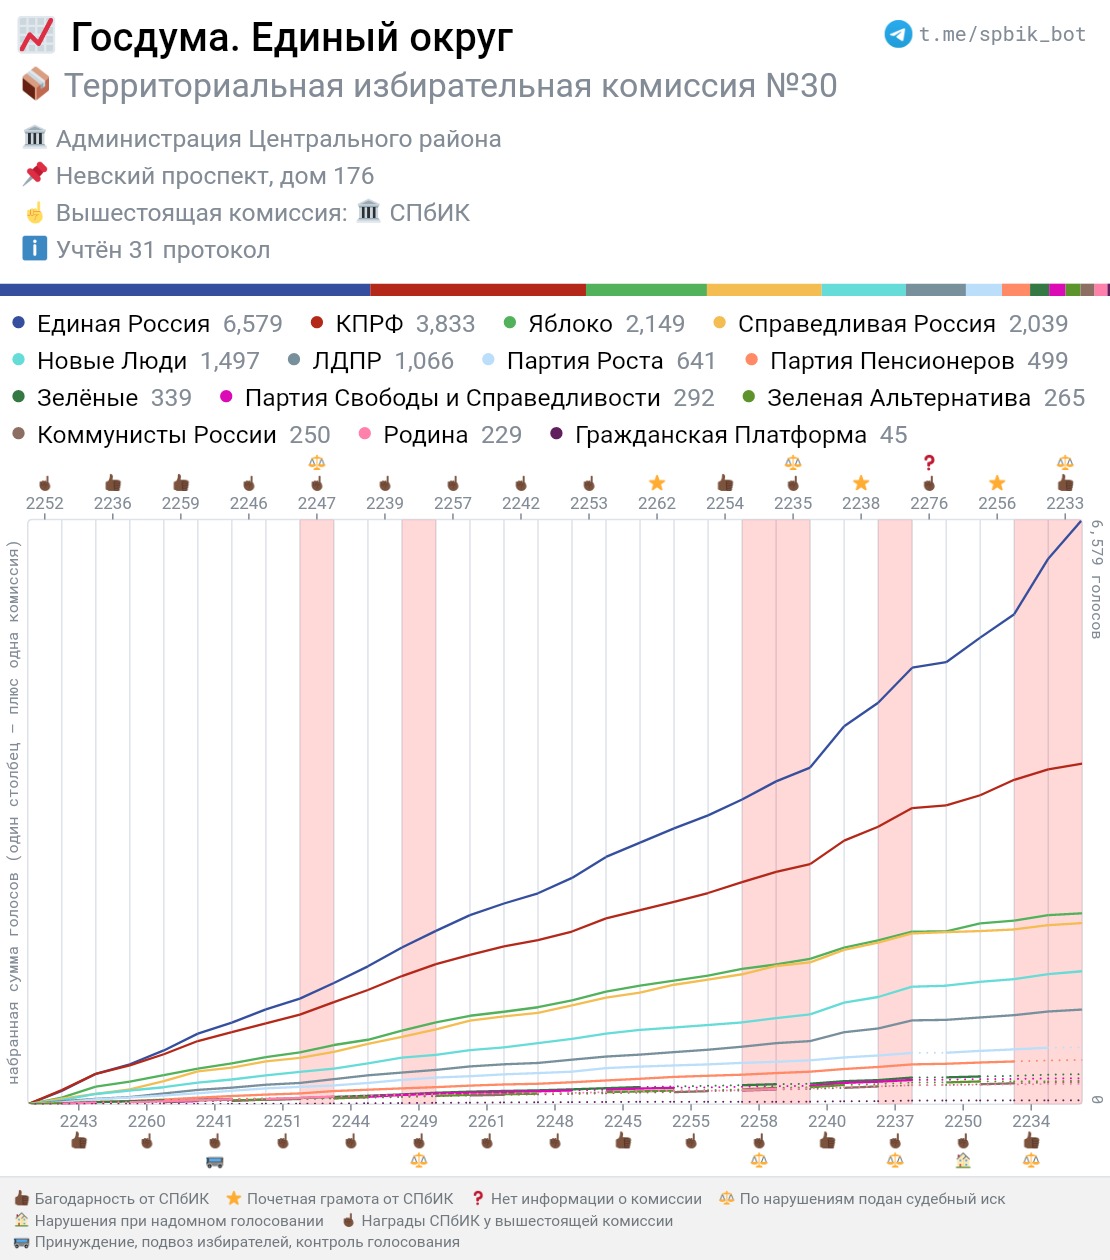 Госдума. Единый округ
t.me/spbik_bot
Территориальная избирательная комиссия №30
Администрация Центрального района
Невский проспект, дом 176
Вышестоящая комиссия: СПбИК
Учтён 31 протокол
Единая Россия 6,579 КПРФ 3,833 Яблоко 2,149 Справедливая Россия 2,039
Новые Люди 1,497 ЛДПР 1,066 Партия Роста 641 Партия Пенсионеров 499
Зелёные 339 Партия Свободы и Справедливости 292 Зеленая Альтернатива 265
Коммунисты России 250 Родина 229 Гражданская Платформа 45
2252 2236 2259 2246 2247 2239 2257 2242 2253 2262 2254 2235 2238 2276 2256 2233
набранная сумма голосов (один столбец — плюс одна комиссия)
6,579 голосов
0
2243 2260 2241 2251 2244 2249 2261 2248 2245 2255 2258 2240 2237 2250 2234
Багодарность от СПбИК Почетная грамота от СПбИК Нет информации о комиссии По нарушениям подан судебный иск
Нарушения при надомном голосовании Награды СПбИК у вышестоящей комиссии
Принуждение, подвоз избирателей, контроль голосования